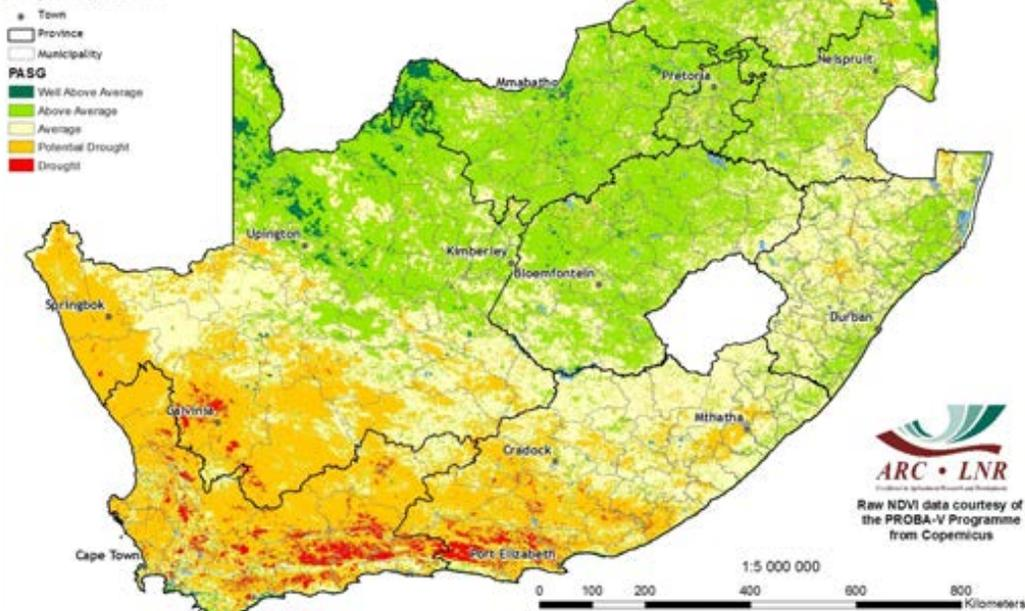 Town
Province
Municipality
PASG
Well Above Average
Above Average
Average
Potential Drought
Drought
Mmabatho
Pretoria
Nelspruit
Upington
Kimberley
Bloemfontein
Springbok
Durban
Calvinia
Mthatha
Cradock
Cape Town
Port Elizabeth
ARC • LNR
Raw NDVI data courtesy of
the PROBA-V Programme
from Copernicus
1:5 000 000
0 100 200 400 600 800
Kilometers